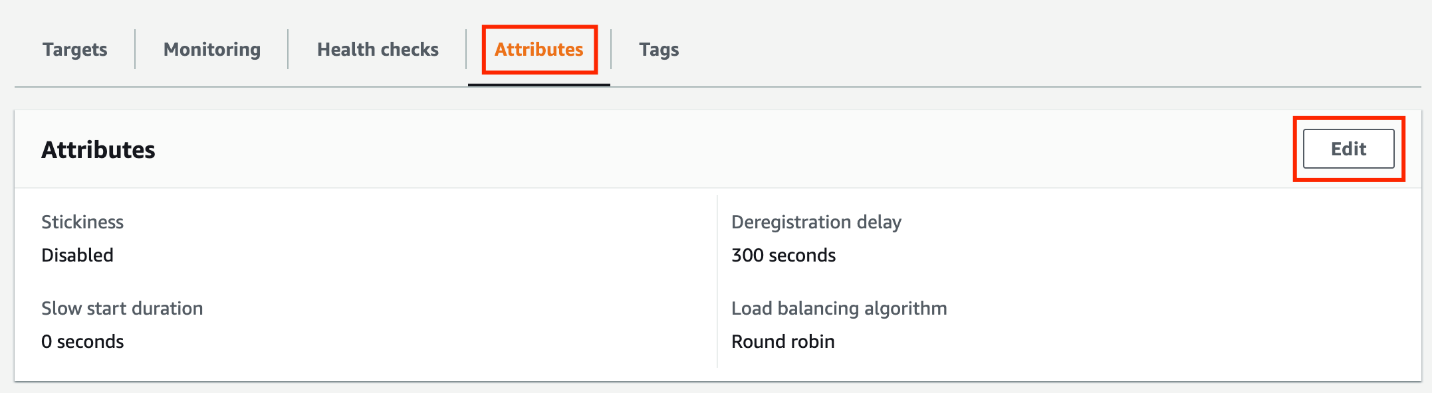 Targets Monitoring Health checks Attributes Tags
Attributes Edit
Stickiness Deregistration delay
Disabled 300 seconds
Slow start duration Load balancing algorithm
0 seconds Round robin